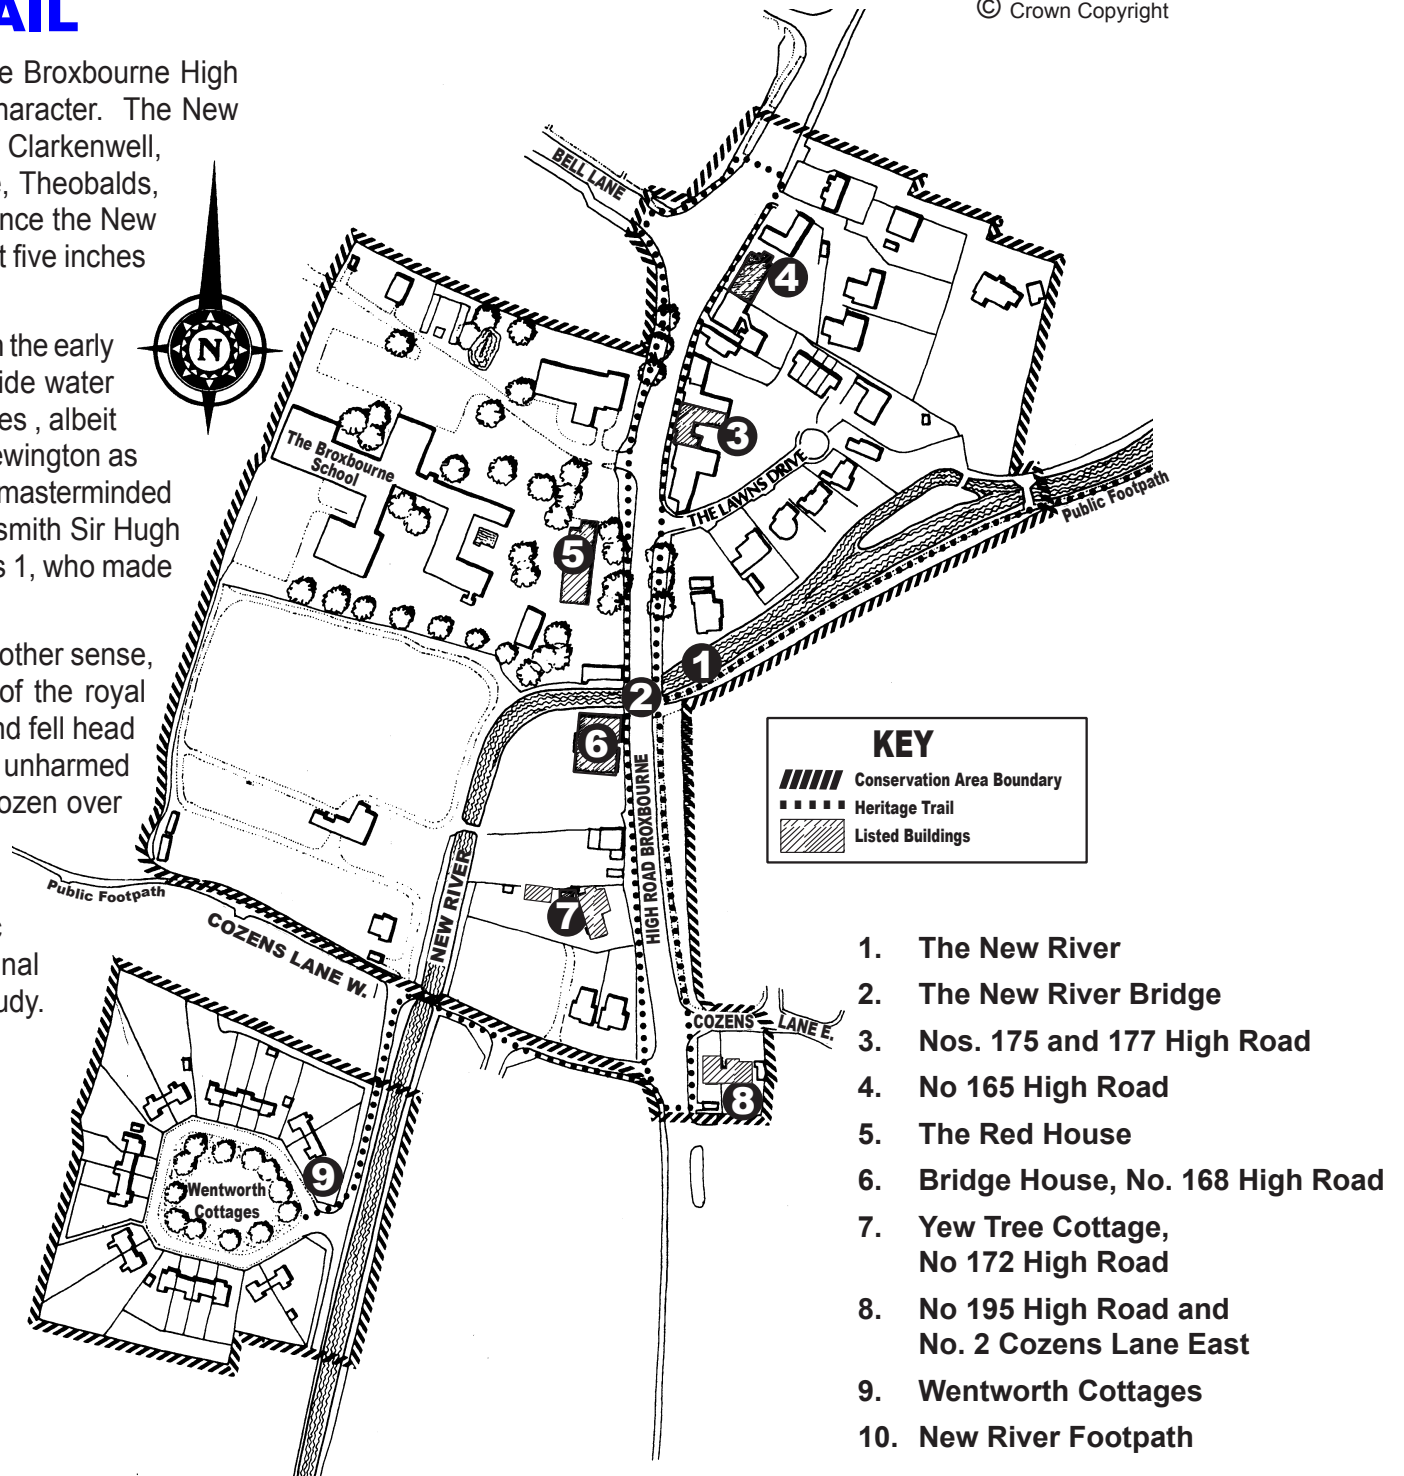 AIL
© Crown Copyright
e Broxbourne High
haracter. The New
Clarkenwell,
e, Theobalds,
nce the New
t five inches
n the early
ide water
es , albeit
ewington as
masterminded
smith Sir Hugh
s 1, who made
other sense,
of the royal
nd fell head
unharmed
ozen over
c
nal
udy.
N
BELL LANE
4
3
The Broxbourne
School
THE LAWNS DRIVE
Public Footpath
5
1
2
6
KEY
Conservation Area Boundary
Heritage Trail
Listed Buildings
HIGH ROAD BROXBOURNE
NEW RIVER
Public Footpath
COZENS LANE W.
7
COZENS LANE E.
8
9
Wentworth
Cottages
1. The New River
2. The New River Bridge
3. Nos. 175 and 177 High Road
4. No 165 High Road
5. The Red House
6. Bridge House, No. 168 High Road
7. Yew Tree Cottage,
No 172 High Road
8. No 195 High Road and
No. 2 Cozens Lane East
9. Wentworth Cottages
10. New River Footpath